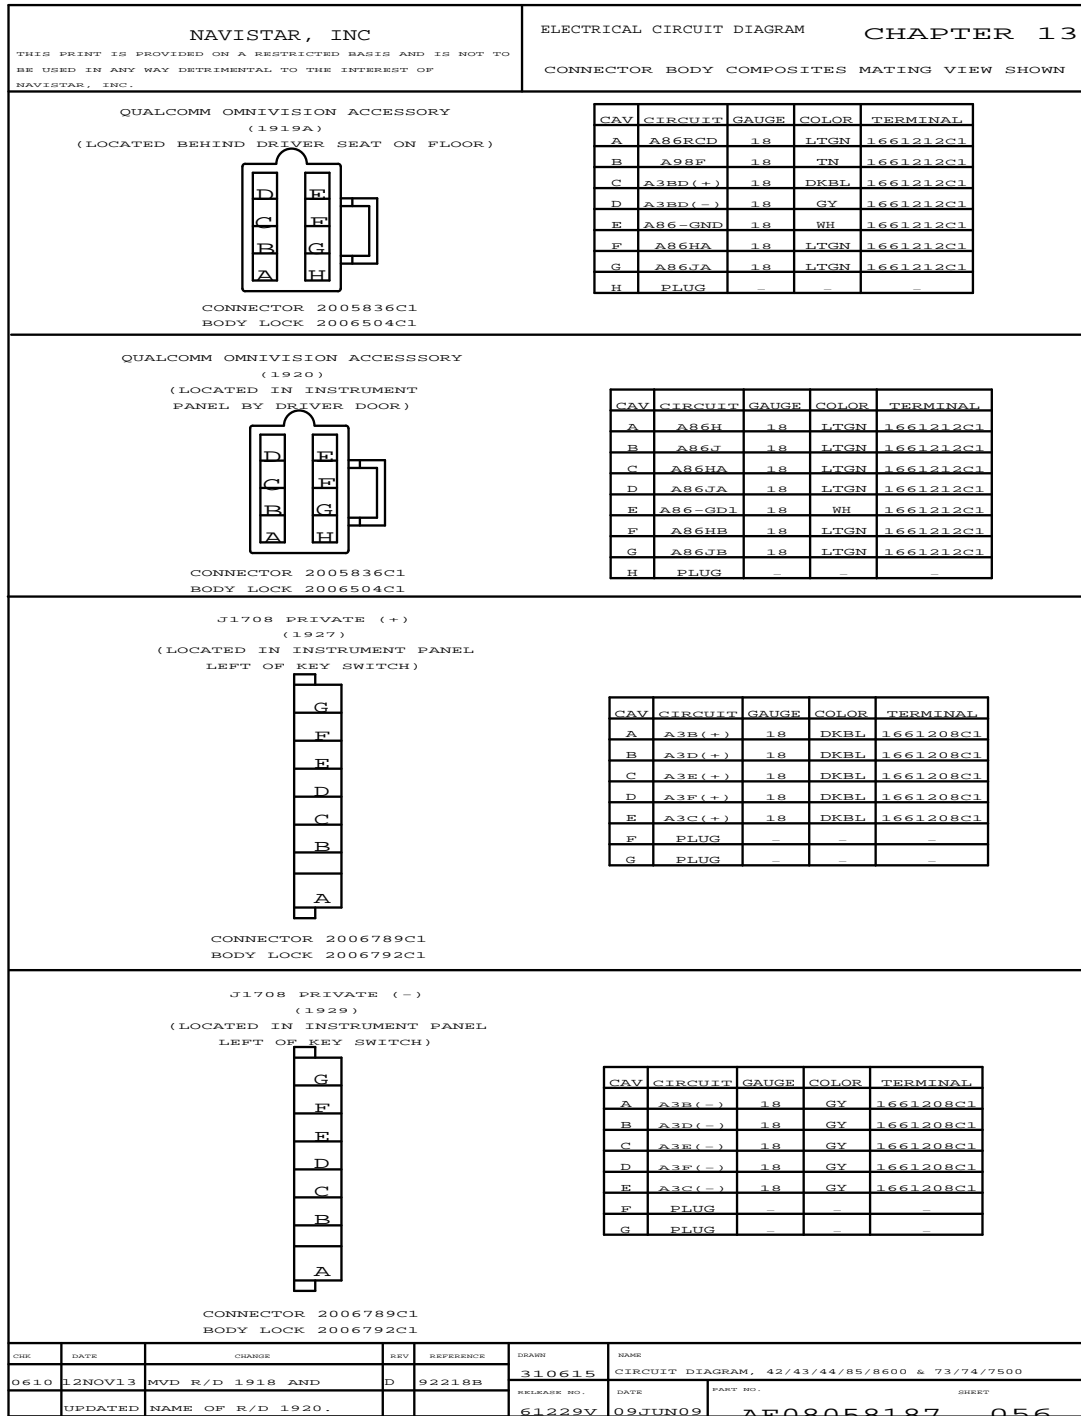 NAVISTAR, INC
THIS PRINT IS PROVIDED ON A RESTRICTED BASIS AND IS NOT TO
BE USED IN ANY WAY DETRIMENTAL TO THE INTEREST OF
NAVISTAR, INC.
ELECTRICAL CIRCUIT DIAGRAM CHAPTER 13
CONNECTOR BODY COMPOSITES MATING VIEW SHOWN
QUALCOMM OMNIVISION ACCESSORY
(1919A)
(LOCATED BEHIND DRIVER SEAT ON FLOOR)
D E
C F
B G
A H
CONNECTOR 2005836C1
BODY LOCK 2006504C1
CAV CIRCUIT GAUGE COLOR TERMINAL
A A86RCD 18 LTGN 1661212C1
B A98F 18 TN 1661212C1
C A3BD(+) 18 DKBL 1661212C1
D A3BD(-) 18 GY 1661212C1
E A86-GND 18 WH 1661212C1
F A86HA 18 LTGN 1661212C1
G A86JA 18 LTGN 1661212C1
H PLUG - - -
QUALCOMM OMNIVISION ACCESSSORY
(1920)
(LOCATED IN INSTRUMENT
PANEL BY DRIVER DOOR)
D E
C F
B G
A H
CONNECTOR 2005836C1
BODY LOCK 2006504C1
CAV CIRCUIT GAUGE COLOR TERMINAL
A A86H 18 LTGN 1661212C1
B A86J 18 LTGN 1661212C1
C A86HA 18 LTGN 1661212C1
D A86JA 18 LTGN 1661212C1
E A86-GD1 18 WH 1661212C1
F A86HB 18 LTGN 1661212C1
G A86JB 18 LTGN 1661212C1
H PLUG - - -
J1708 PRIVATE (+)
(1927)
(LOCATED IN INSTRUMENT PANEL
LEFT OF KEY SWITCH)
G
F
E
D
C
B
A
CONNECTOR 2006789C1
BODY LOCK 2006792C1
CAV CIRCUIT GAUGE COLOR TERMINAL
A A3B(+) 18 DKBL 1661208C1
B A3D(+) 18 DKBL 1661208C1
C A3E(+) 18 DKBL 1661208C1
D A3F(+) 18 DKBL 1661208C1
E A3C(+) 18 DKBL 1661208C1
F PLUG - - -
G PLUG - - -
J1708 PRIVATE (-)
(1929)
(LOCATED IN INSTRUMENT PANEL
LEFT OF KEY SWITCH)
G
F
E
D
C
B
A
CONNECTOR 2006789C1
BODY LOCK 2006792C1
CAV CIRCUIT GAUGE COLOR TERMINAL
A A3B(-) 18 GY 1661208C1
B A3D(-) 18 GY 1661208C1
C A3E(-) 18 GY 1661208C1
D A3F(-) 18 GY 1661208C1
E A3C(-) 18 GY 1661208C1
F PLUG - - -
G PLUG - - -
CHK DATE CHANGE REV REFERENCE
0610 12NOV13 MVD R/D 1918 AND D 92218B
UPDATED NAME OF R/D 1920.
DRAWN
310615
NAME
CIRCUIT DIAGRAM, 42/43/44/85/8600 & 73/74/7500
RELEASE NO.
61229V
DATE
09JUN09
PART NO. SHEET
AF08058187 056